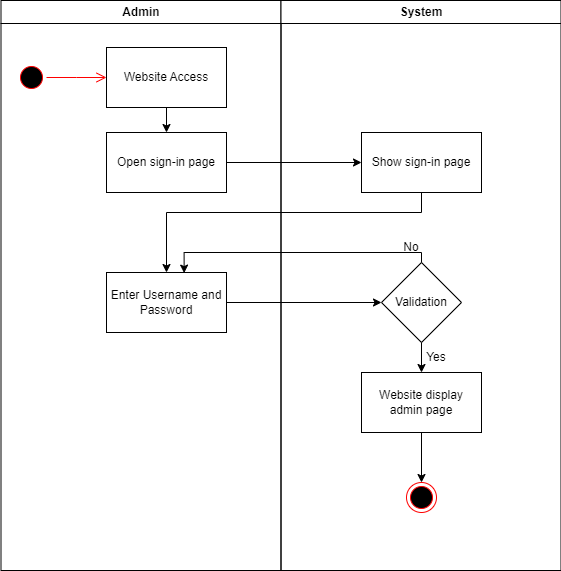 Admin
System
Website Access
Open sign-in page
Show sign-in page
No
Enter Username and
Password
Validation
Yes
Website display
admin page